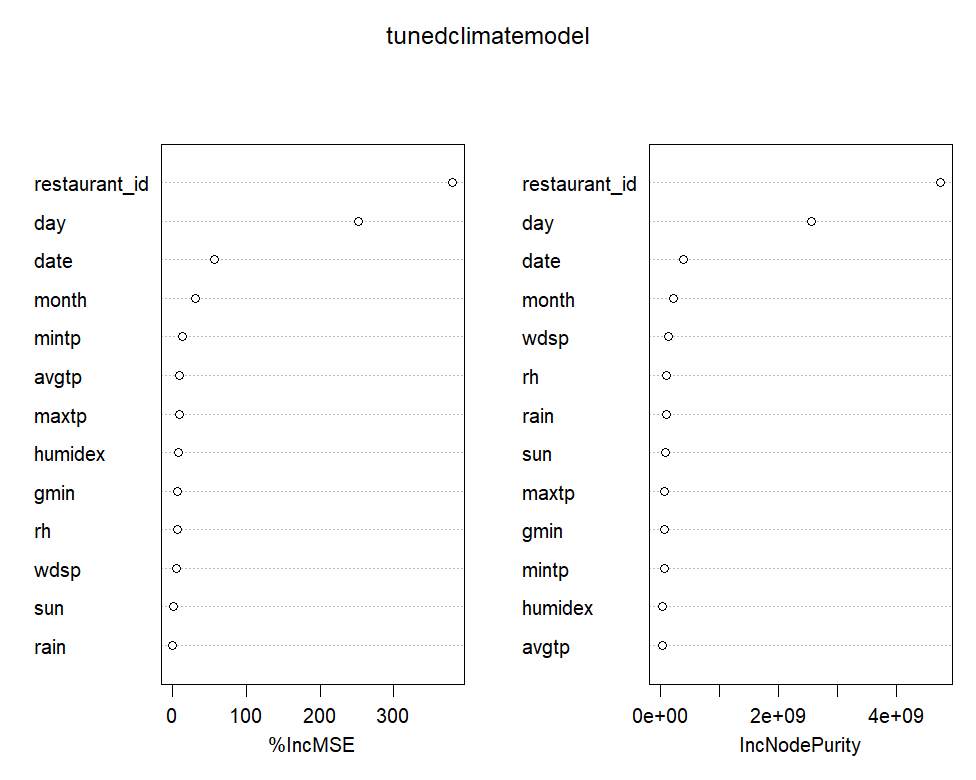 tunedclimatemodel
restaurant_id
day
date
month
mintp
avgtp
maxtp
humidex
gmin
rh
wdsp
sun
rain
0 100 200 300
%IncMSE
restaurant_id
day
date
month
wdsp
rh
rain
sun
maxtp
gmin
mintp
humidex
avgtp
0e+00 2e+09 4e+09
IncNodePurity